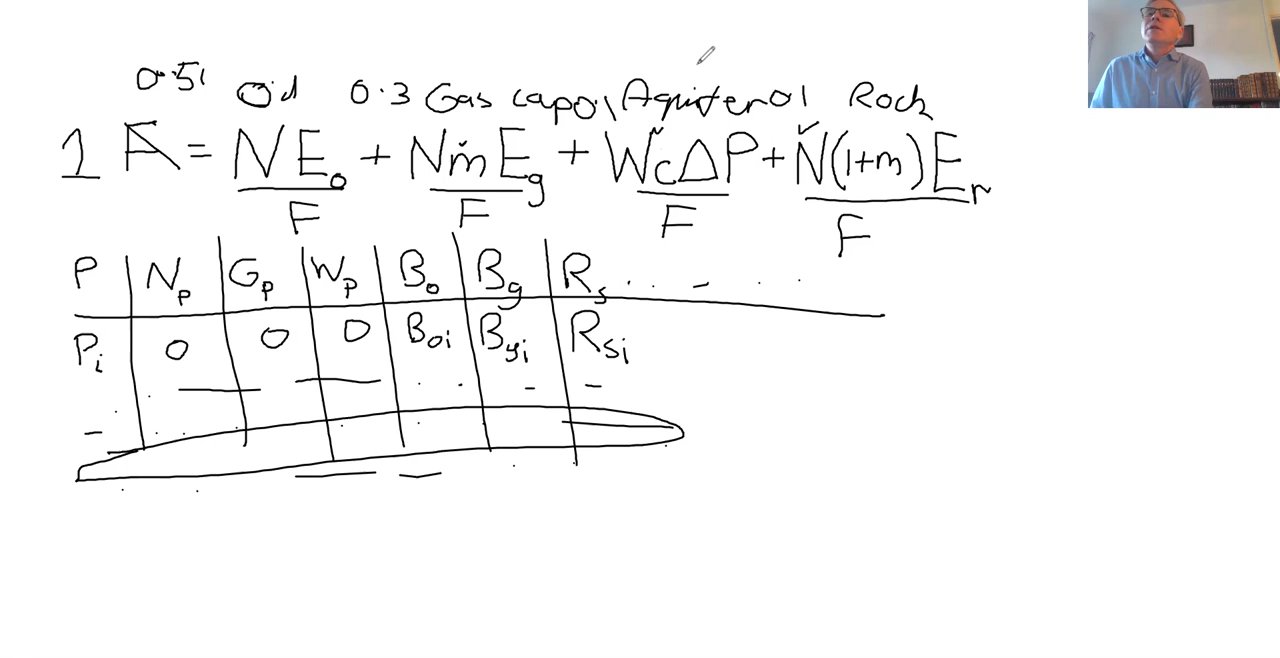 0.51 Oil 0.3 Gas cap 0.1 Aquifer 0.1 Rock
1 F = NE₀/F + NmE_g/F + WcΔP/F + N(1+m)E_r/F
P | N_p | G_p | W_p | B_o | B_g | R_s . . - . .
P_i | 0 | 0 | 0 | B_oi | B_gi | R_si